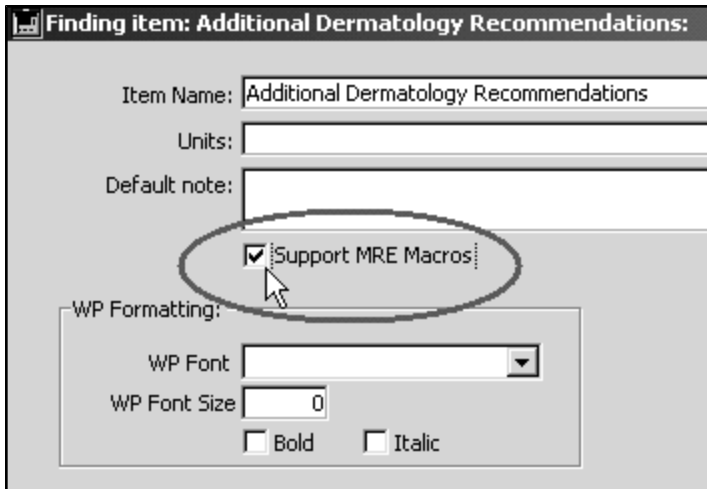 Finding item: Additional Dermatology Recommendations:
Item Name: Additional Dermatology Recommendations
Units:
Default note:
Support MRE Macros
WP Formatting:
WP Font
WP Font Size 0
Bold Italic